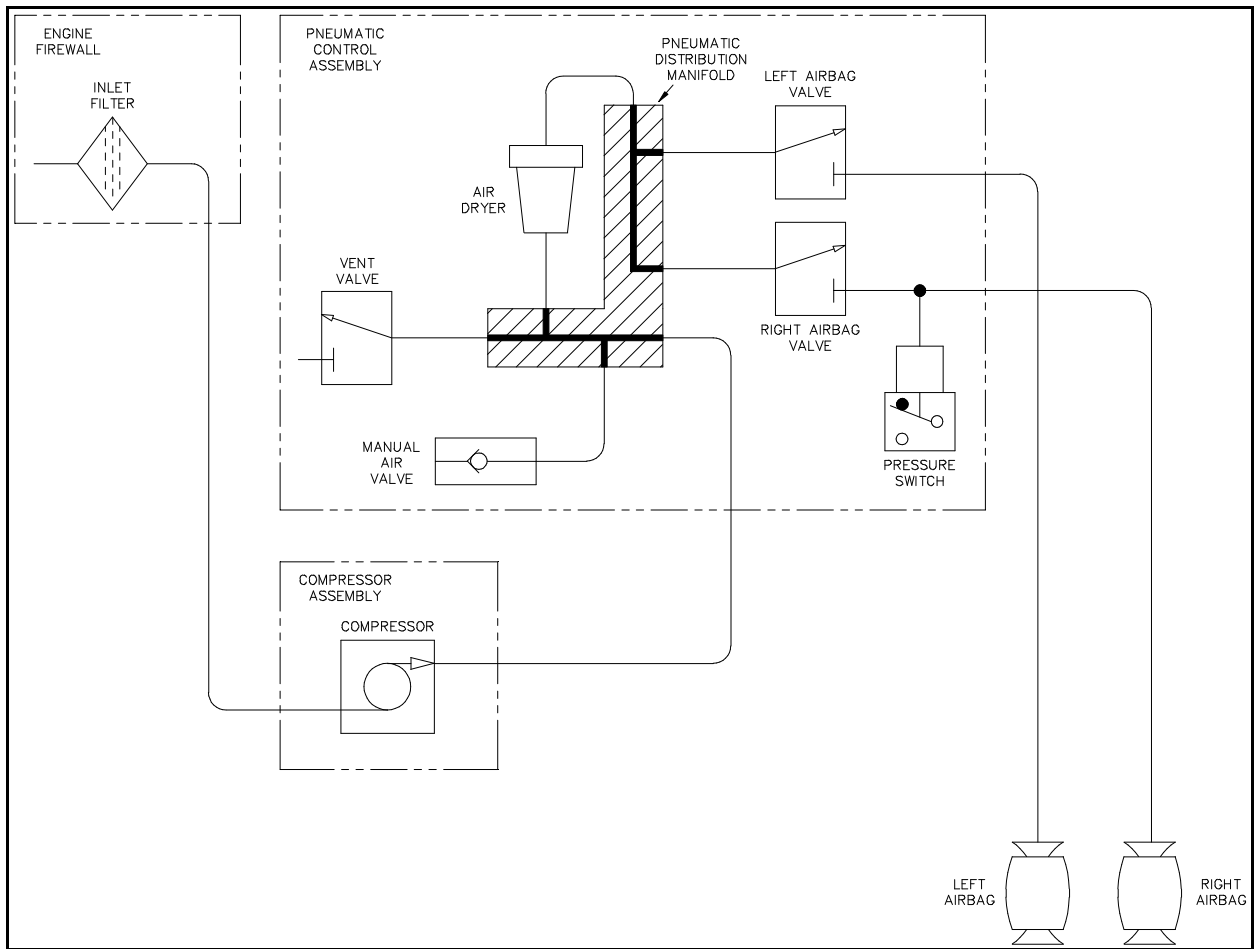 ENGINE
FIREWALL
INLET
FILTER
PNEUMATIC
CONTROL
ASSEMBLY
PNEUMATIC
DISTRIBUTION
MANIFOLD
LEFT AIRBAG
VALVE
AIR
DRYER
VENT
VALVE
RIGHT AIRBAG
VALVE
MANUAL
AIR
VALVE
PRESSURE
SWITCH
COMPRESSOR
ASSEMBLY
COMPRESSOR
LEFT
AIRBAG
RIGHT
AIRBAG